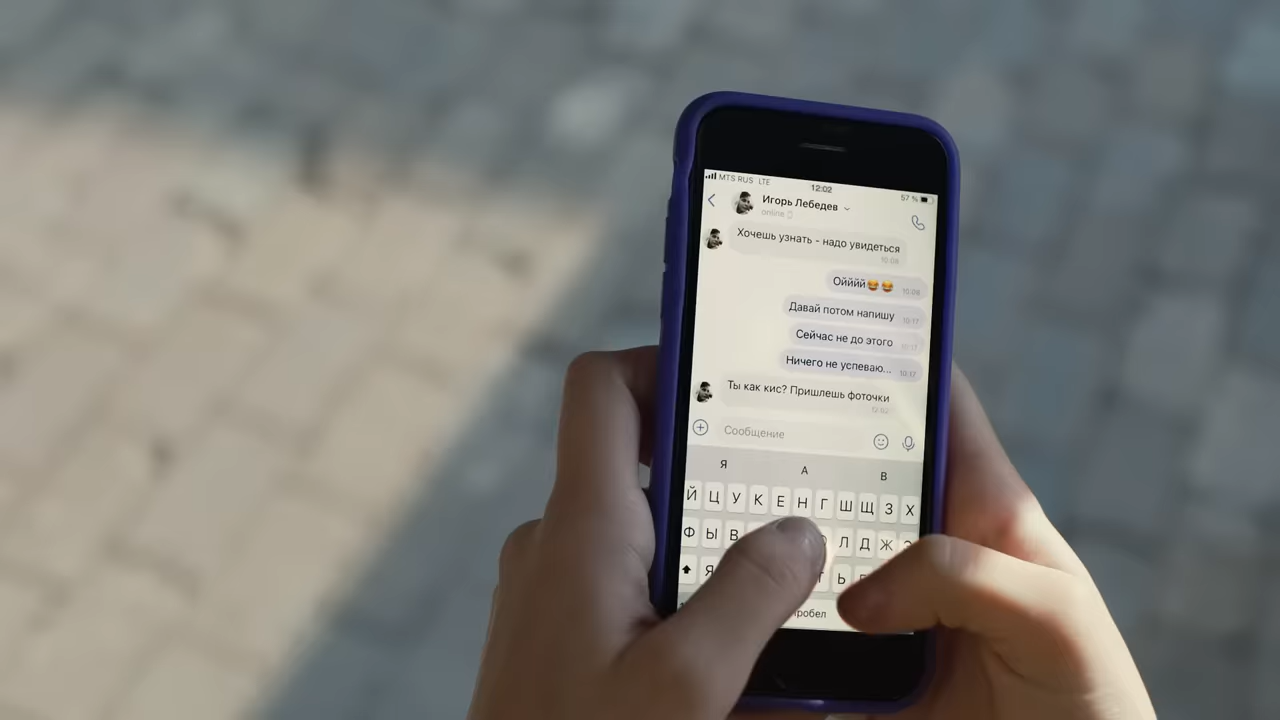 MTS RUS LTE 12:02 57 %
Игорь Лебедев
online
Хочешь узнать - надо увидеться
10:08
Ойййй😂😂 10:08
Давай потом напишу 10:17
Сейчас не до этого 10:17
Ничего не успеваю... 10:17
Ты как кис? Пришлешь фоточки
12:02
Сообщение
Я А В
Й Ц У К Е Н Г Ш Щ З Х
Ф Ы В О Л Д Ж Э
Я Т Ь